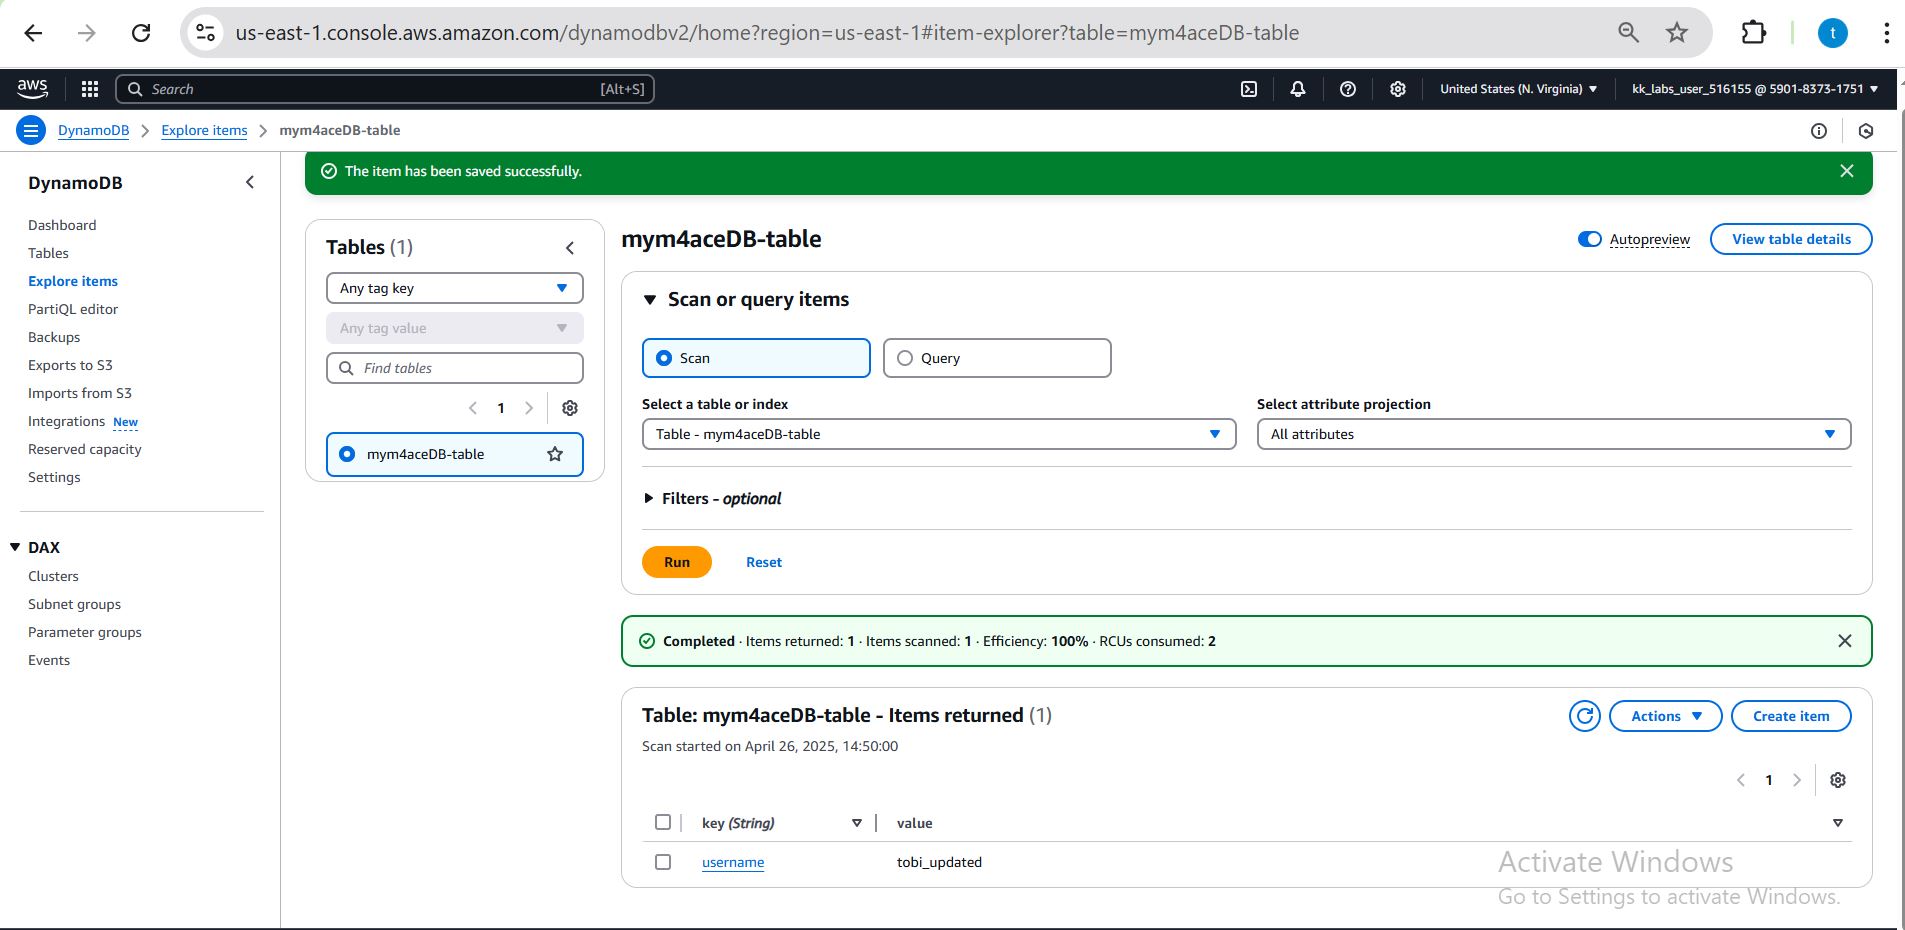 us-east-1.console.aws.amazon.com/dynamodbv2/home?region=us-east-1#item-explorer?table=mym4aceDB-table
t
aws
Search
[Alt+S]
United States (N. Virginia)
kk_labs_user_516155 @ 5901-8373-1751
DynamoDB
Explore items
mym4aceDB-table
DynamoDB
Dashboard
Tables
Explore items
PartiQL editor
Backups
Exports to S3
Imports from S3
Integrations New
Reserved capacity
Settings
DAX
Clusters
Subnet groups
Parameter groups
Events
The item has been saved successfully.
Tables (1)
Any tag key
Any tag value
Find tables
1
mym4aceDB-table
mym4aceDB-table
Autopreview
View table details
Scan or query items
Scan
Query
Select a table or index
Table - mym4aceDB-table
Select attribute projection
All attributes
Filters - optional
Run
Reset
Completed · Items returned: 1 · Items scanned: 1 · Efficiency: 100% · RCUs consumed: 2
Table: mym4aceDB-table - Items returned (1)
Scan started on April 26, 2025, 14:50:00
Actions
Create item
1
key (String)
value
username
tobi_updated
Activate Windows
Go to Settings to activate Windows.